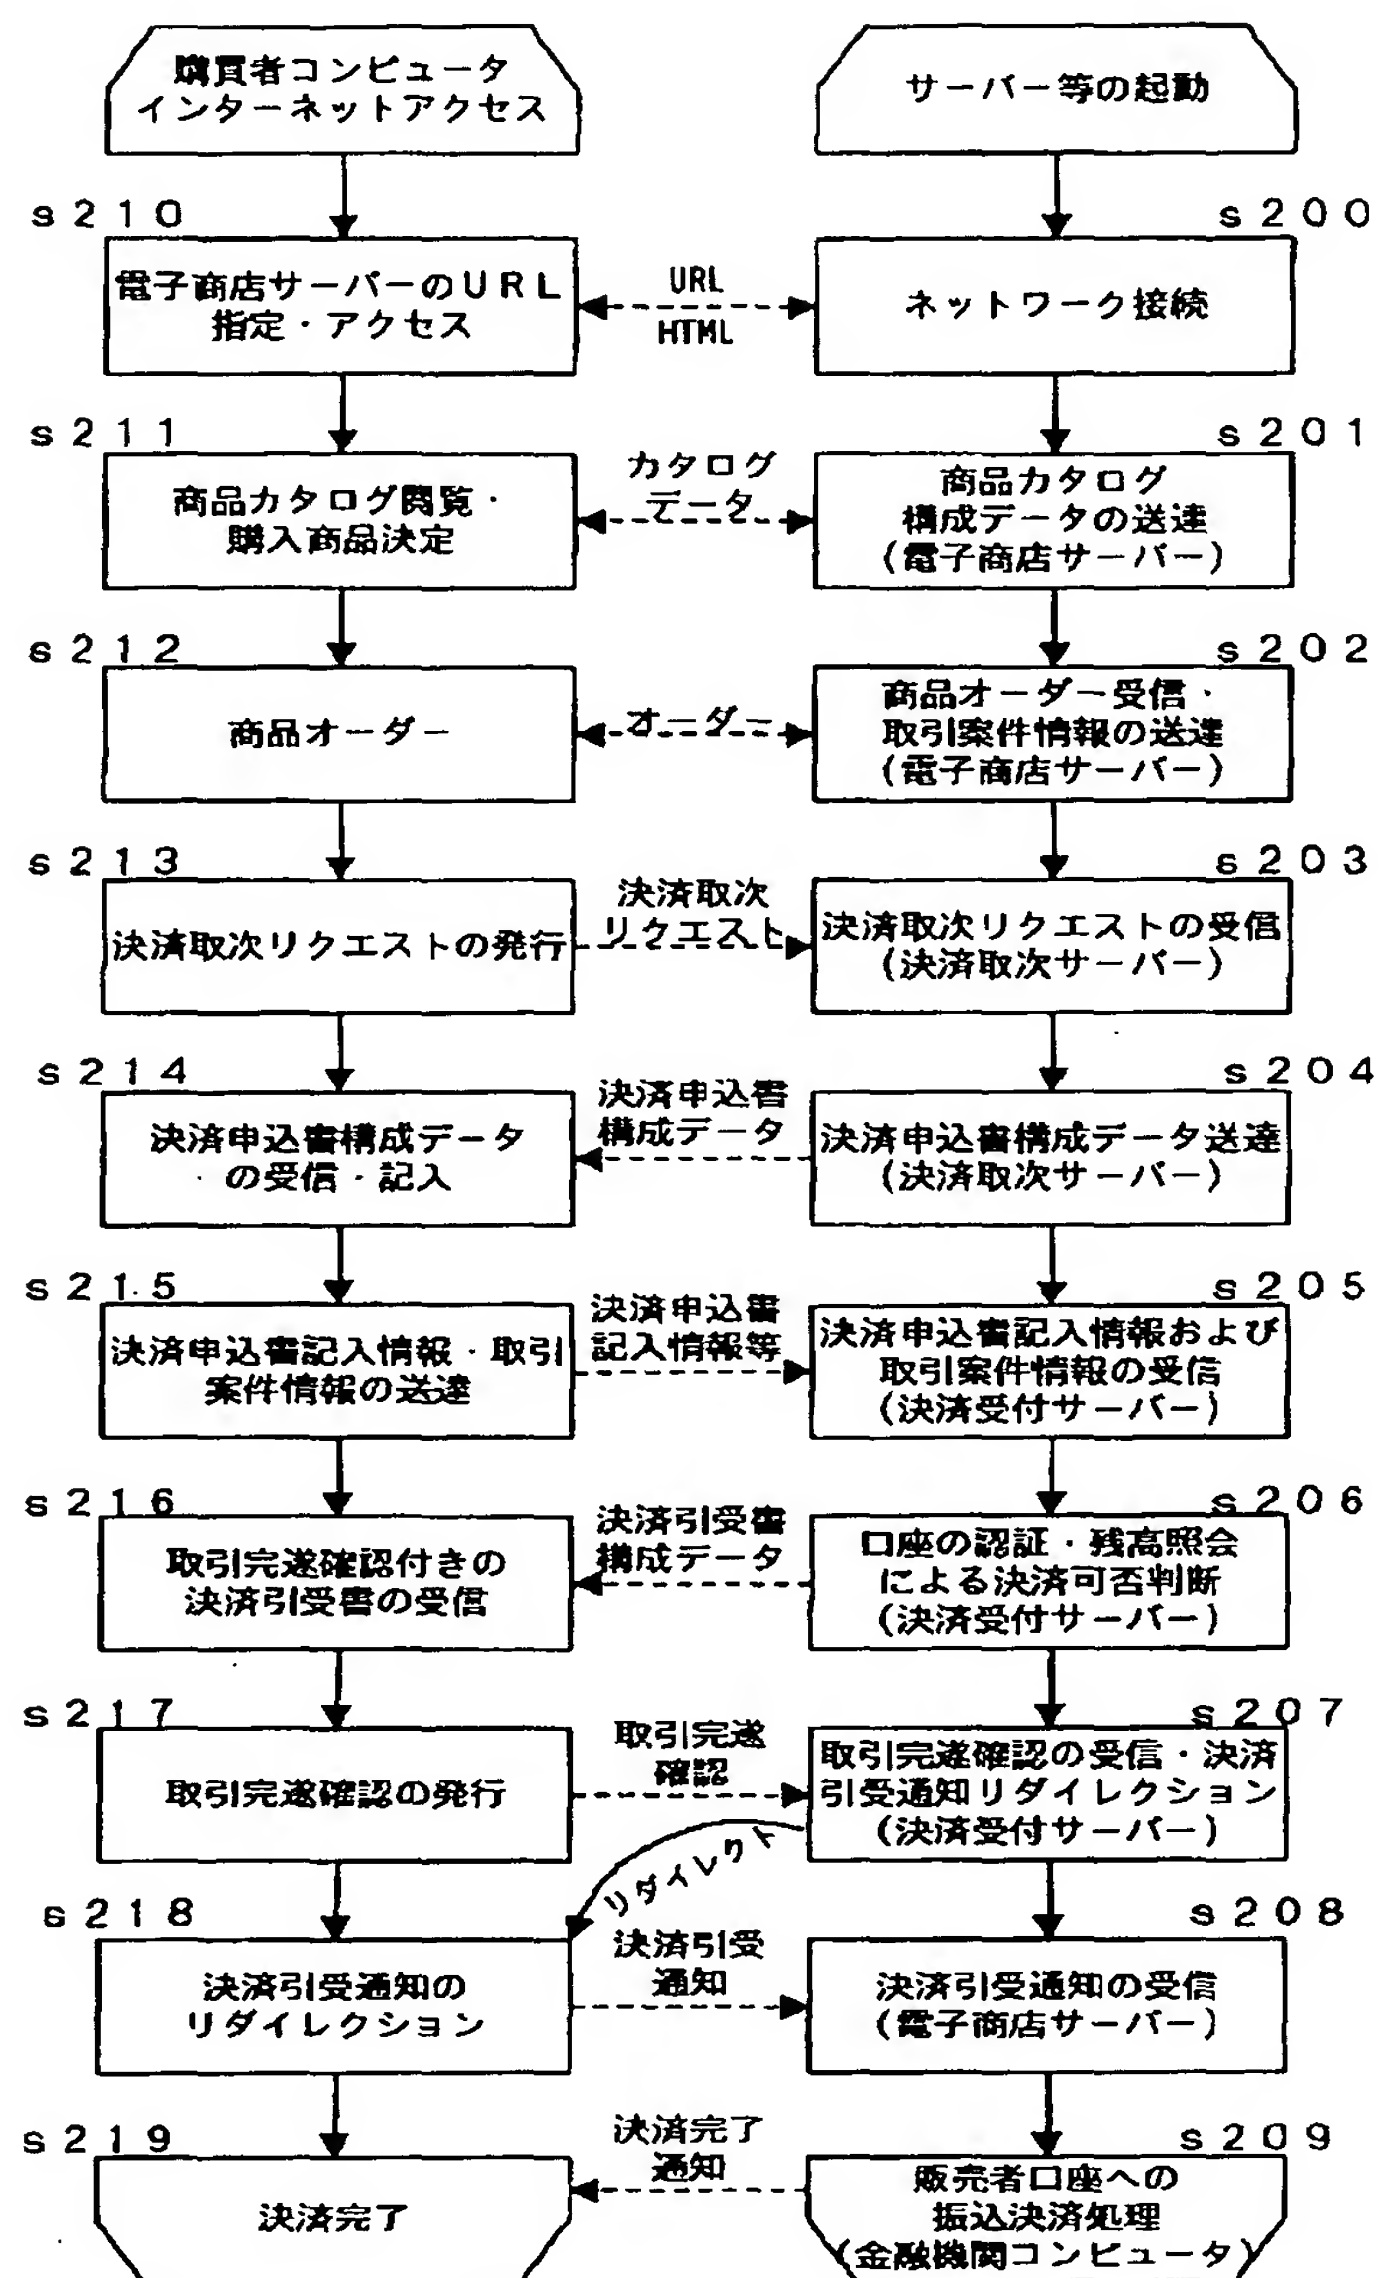 購買者コンピュータ
インターネットアクセス
サーバー等の起動
s210
s200
電子商店サーバーのURL
指定・アクセス
URL
HTML
ネットワーク接続
s211
s201
商品カタログ閲覧・
購入商品決定
カタログ
データ
商品カタログ
構成データの送達
(電子商店サーバー)
s212
s202
商品オーダー
オーダー
商品オーダー受信・
取引案件情報の送達
(電子商店サーバー)
s213
s203
決済取次リクエストの発行
決済取次
リクエスト
決済取次リクエストの受信
(決済取次サーバー)
s214
s204
決済申込書構成データ
の受信・記入
決済申込書
構成データ
決済申込書構成データ送達
(決済取次サーバー)
s215
s205
決済申込書記入情報・取引
案件情報の送達
決済申込書
記入情報等
決済申込書記入情報および
取引案件情報の受信
(決済受付サーバー)
s216
s206
取引完遂確認付きの
決済引受書の受信
決済引受書
構成データ
口座の認証・残高照会
による決済可否判断
(決済受付サーバー)
s217
s207
取引完遂確認の発行
取引完遂
確認
取引完遂確認の受信・決済
引受通知リダイレクション
(決済受付サーバー)
リダイレクト
s218
s208
決済引受通知の
リダイレクション
決済引受
通知
決済引受通知の受信
(電子商店サーバー)
s219
s209
決済完了
決済完了
通知
販売者口座への
振込決済処理
(金融機関コンピュータ)